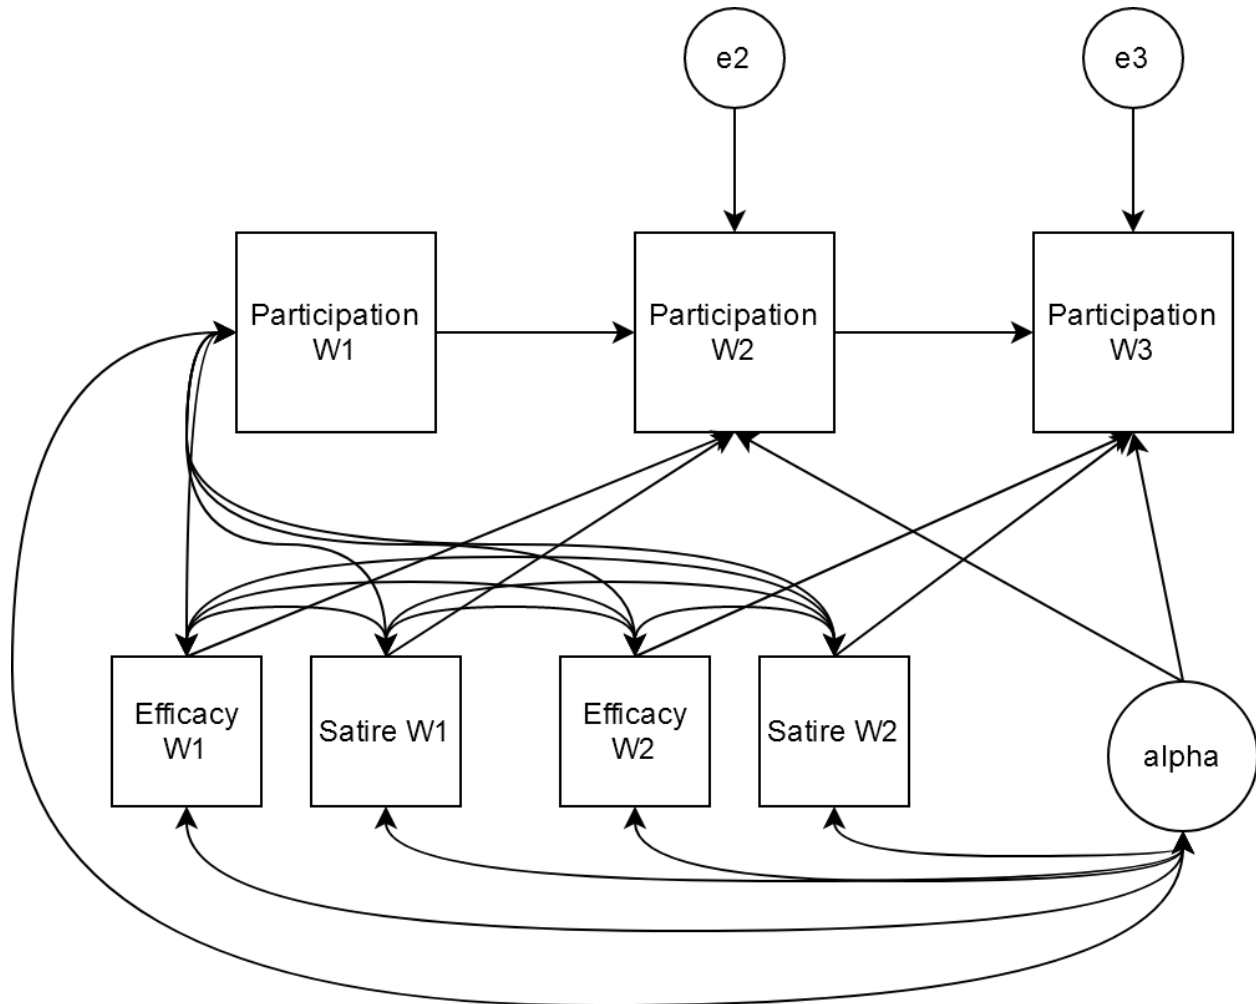 e2
e3
Participation
W1
Participation
W2
Participation
W3
Efficacy
W1
Satire W1
Efficacy
W2
Satire W2
alpha